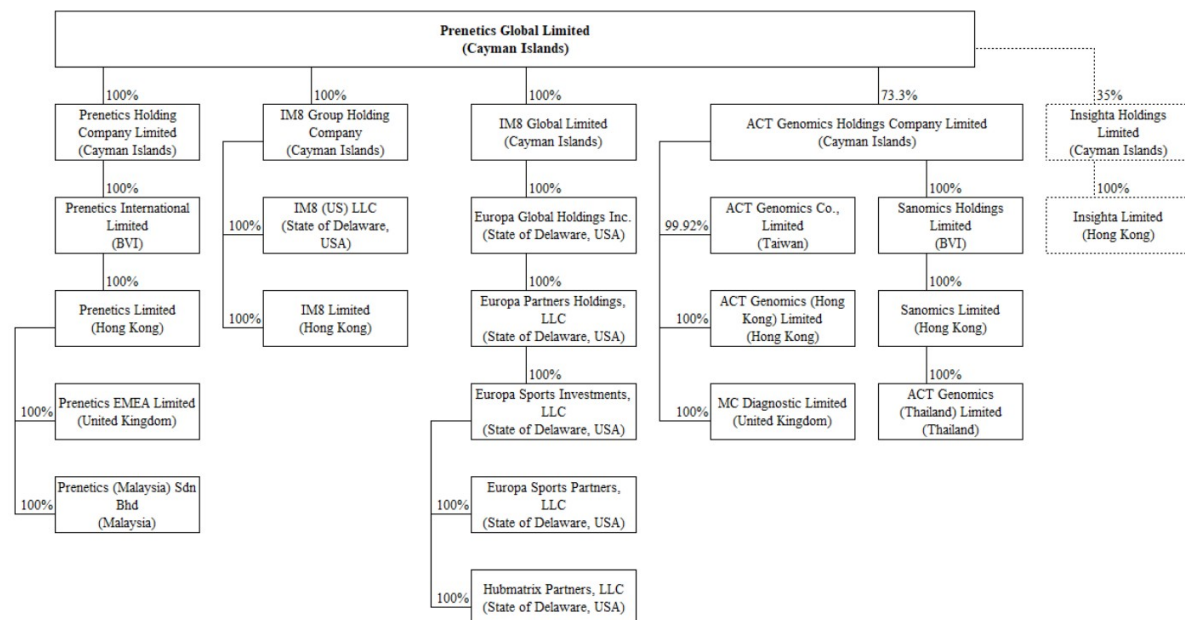 Prenetics Global Limited
(Cayman Islands)
100%
100%
100%
73.3%
35%
Prenetics Holding
Company Limited
(Cayman Islands)
IM8 Group Holding
Company
(Cayman Islands)
IM8 Global Limited
(Cayman Islands)
ACT Genomics Holdings Company Limited
(Cayman Islands)
Insighta Holdings
Limited
(Cayman Islands)
100%
100%
100%
100%
Prenetics International
Limited
(BVI)
100%
IM8 (US) LLC
(State of Delaware,
USA)
Europa Global Holdings Inc.
(State of Delaware, USA)
99.92%
ACT Genomics Co.,
Limited
(Taiwan)
Sanomics Holdings
Limited
(BVI)
Insighta Limited
(Hong Kong)
100%
100%
100%
Prenetics Limited
(Hong Kong)
100%
IM8 Limited
(Hong Kong)
Europa Partners Holdings,
LLC
(State of Delaware, USA)
100%
ACT Genomics (Hong
Kong) Limited
(Hong Kong)
Sanomics Limited
(Hong Kong)
100%
100%
100%
Prenetics EMEA Limited
(United Kingdom)
Europa Sports Investments,
LLC
(State of Delaware, USA)
100%
MC Diagnostic Limited
(United Kingdom)
ACT Genomics
(Thailand) Limited
(Thailand)
100%
Prenetics (Malaysia) Sdn
Bhd
(Malaysia)
100%
Europa Sports Partners,
LLC
(State of Delaware, USA)
100%
Hubmatrix Partners, LLC
(State of Delaware, USA)